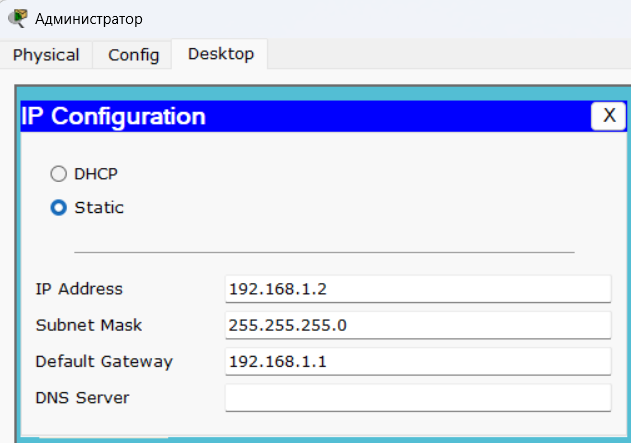 Администратор
Physical Config Desktop
IP Configuration X
DHCP
Static
IP Address 192.168.1.2
Subnet Mask 255.255.255.0
Default Gateway 192.168.1.1
DNS Server